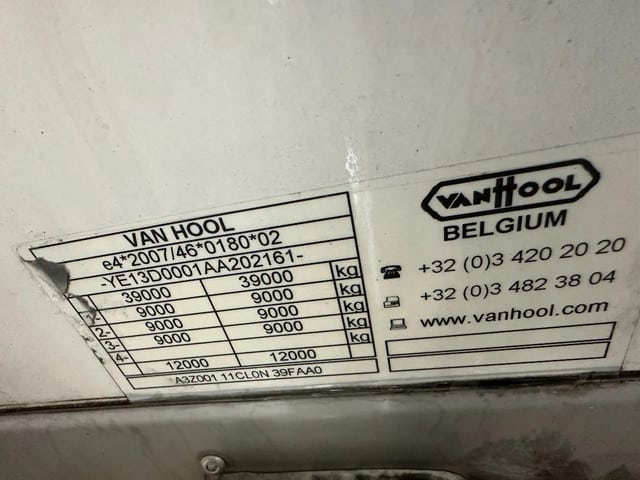 VAN HOOL
e4*2007/46*0180*02
-YE13D0001AA202161-
39000 39000 kg
1- 9000 9000 kg
2- 9000 9000 kg
3- 9000 9000 kg
4- kg
12000 12000
A3Z001 11CL0N 39FAA0
VANHOOL
BELGIUM
+32 (0)3 420 20 20
+32 (0)3 482 38 04
www.vanhool.com